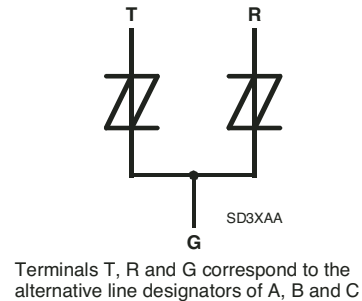 T R
SD3XAA
G
Terminals T, R and G correspond to the
alternative line designators of A, B and C